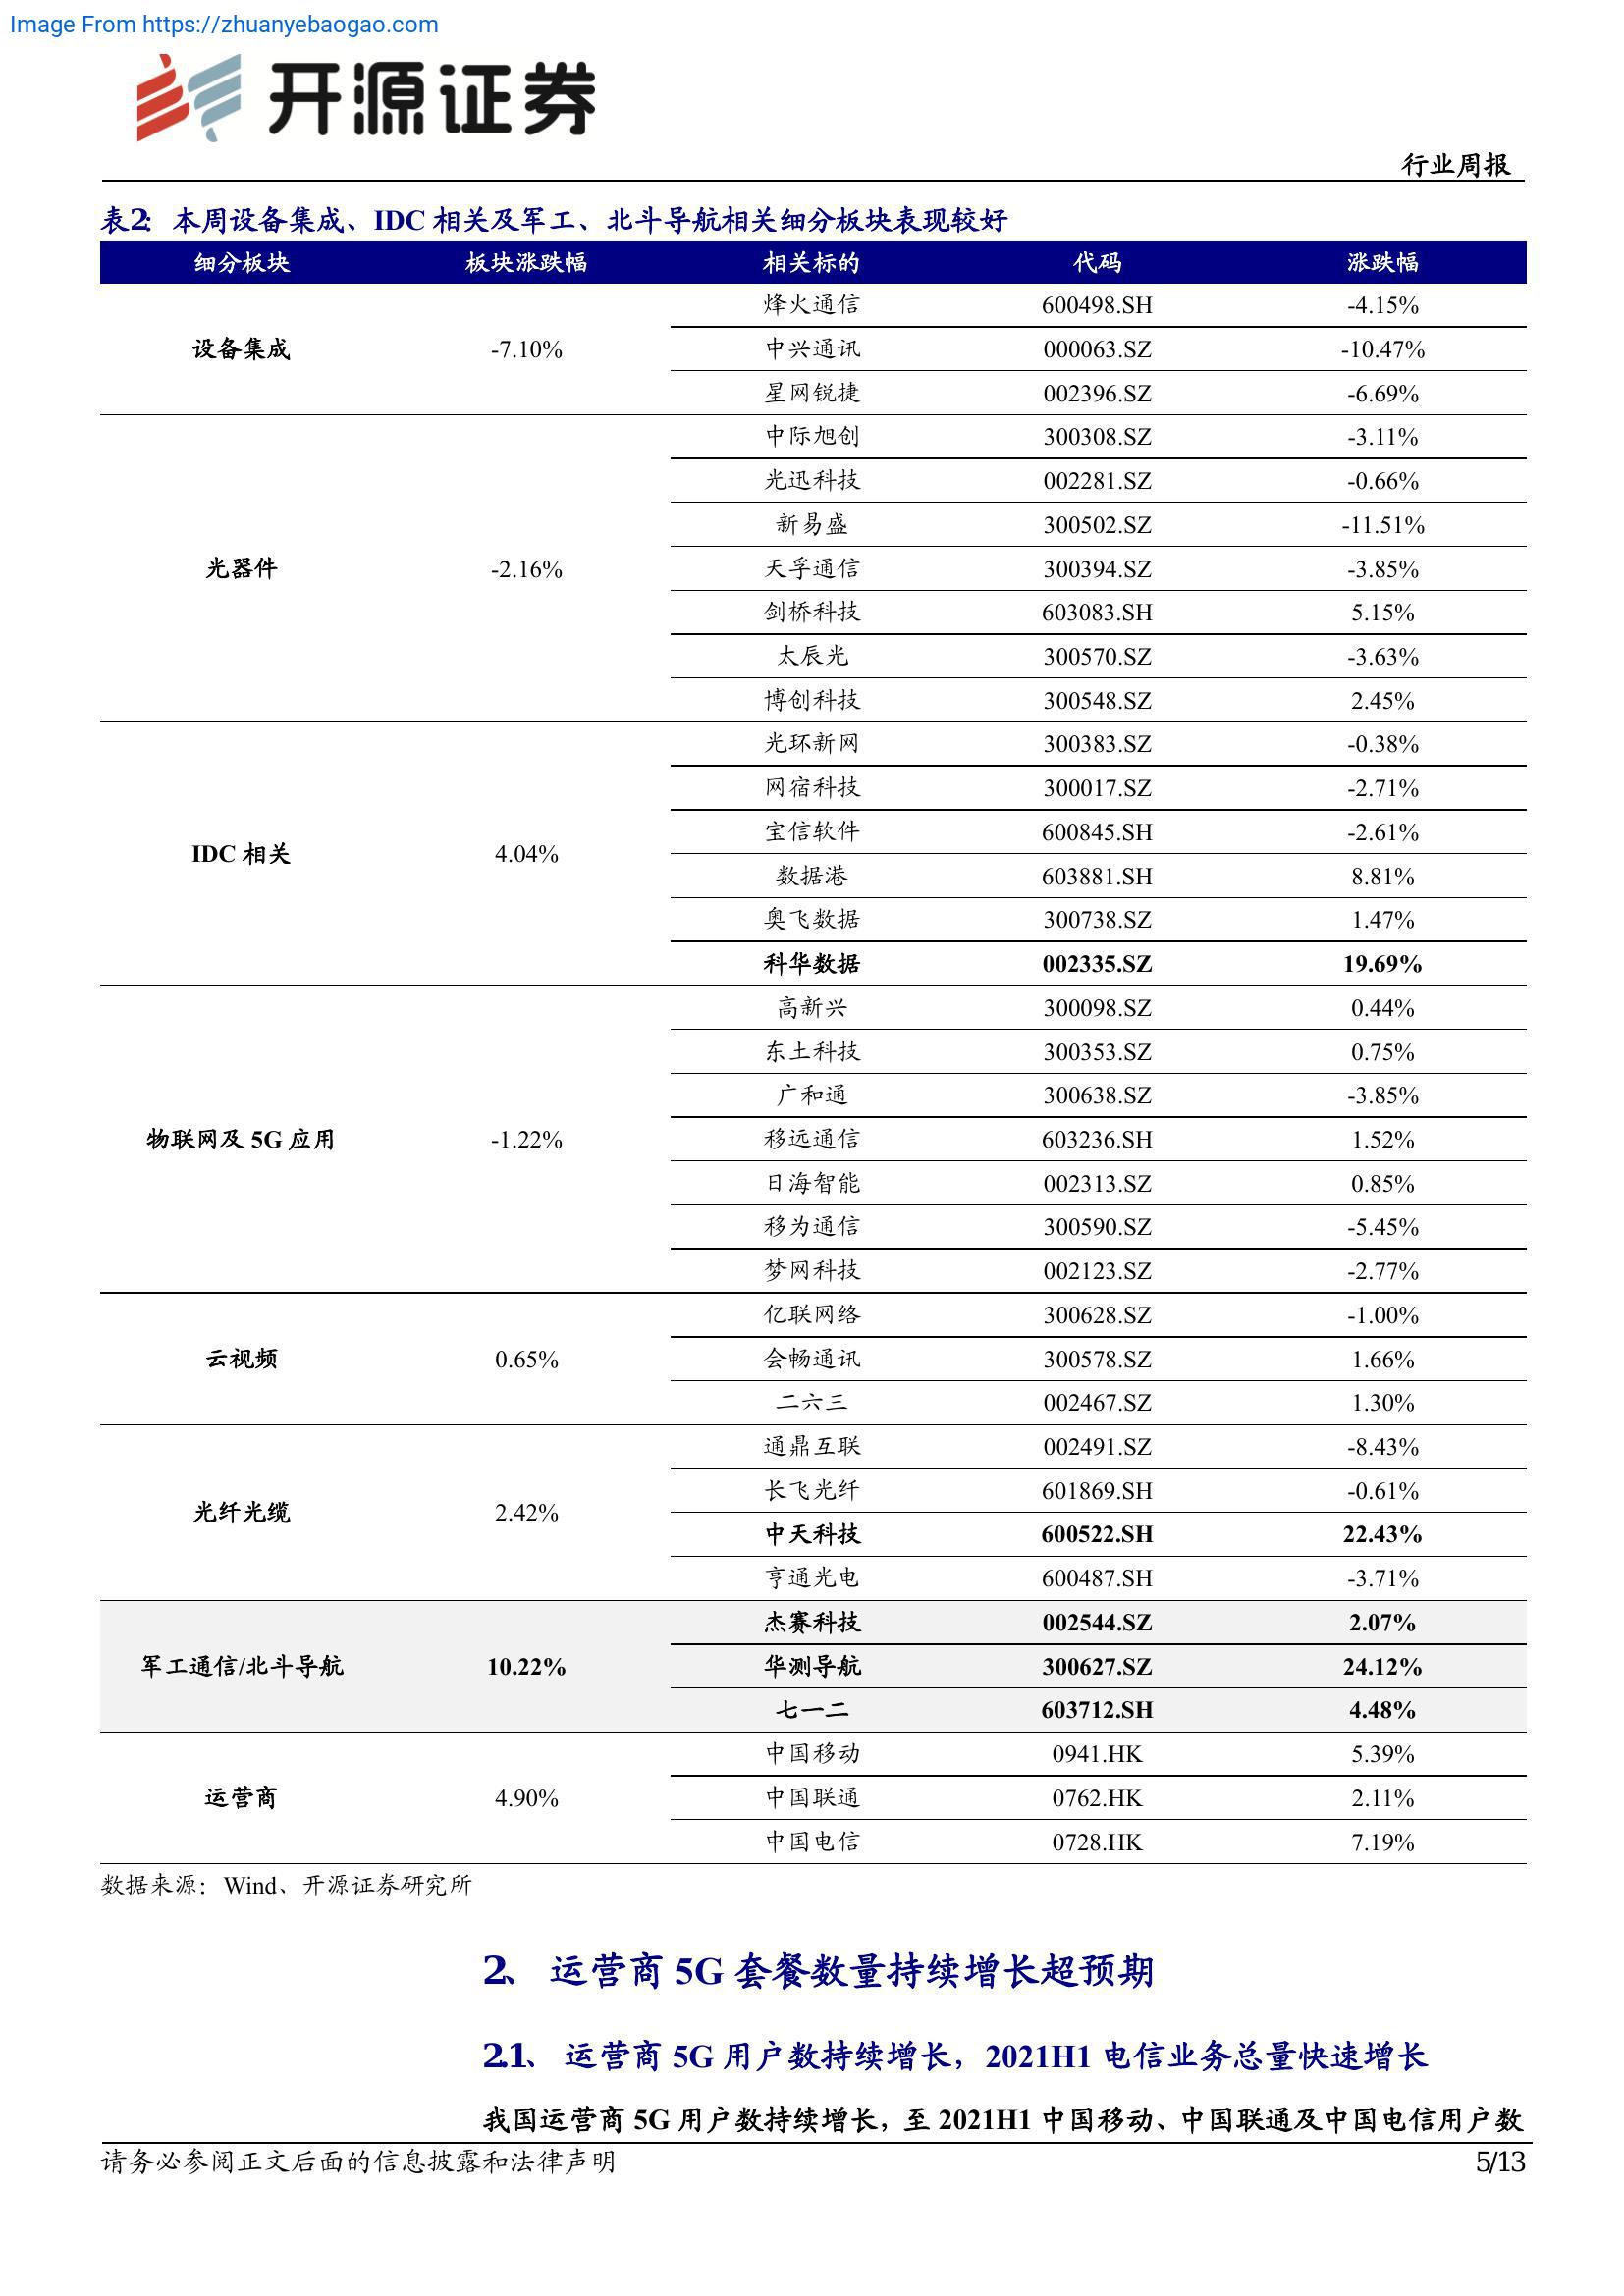 Image From https://zhuanyebaogao.com
开源证券
行业周报
表2: 本周设备集成、IDC 相关及军工、北斗导航相关细分板块表现较好
细分板块 板块涨跌幅 相关标的 代码 涨跌幅
烽火通信 600498.SH -4.15%
设备集成 -7.10% 中兴通讯 000063.SZ -10.47%
星网锐捷 002396.SZ -6.69%
中际旭创 300308.SZ -3.11%
光迅科技 002281.SZ -0.66%
新易盛 300502.SZ -11.51%
光器件 -2.16% 天孚通信 300394.SZ -3.85%
剑桥科技 603083.SH 5.15%
太辰光 300570.SZ -3.63%
博创科技 300548.SZ 2.45%
光环新网 300383.SZ -0.38%
网宿科技 300017.SZ -2.71%
宝信软件 600845.SH -2.61%
IDC 相关 4.04%
数据港 603881.SH 8.81%
奥飞数据 300738.SZ 1.47%
科华数据 002335.SZ 19.69%
高新兴 300098.SZ 0.44%
东土科技 300353.SZ 0.75%
广和通 300638.SZ -3.85%
物联网及 5G 应用 -1.22% 移远通信 603236.SH 1.52%
日海智能 002313.SZ 0.85%
移为通信 300590.SZ -5.45%
梦网科技 002123.SZ -2.77%
亿联网络 300628.SZ -1.00%
云视频 0.65% 会畅通讯 300578.SZ 1.66%
二六三 002467.SZ 1.30%
通鼎互联 002491.SZ -8.43%
长飞光纤 601869.SH -0.61%
光纤光缆 2.42%
中天科技 600522.SH 22.43%
亨通光电 600487.SH -3.71%
杰赛科技 002544.SZ 2.07%
军工通信/北斗导航 10.22% 华测导航 300627.SZ 24.12%
七一二 603712.SH 4.48%
中国移动 0941.HK 5.39%
运营商 4.90% 中国联通 0762.HK 2.11%
中国电信 0728.HK 7.19%
数据来源：Wind、开源证券研究所
2、 运营商 5G 套餐数量持续增长超预期
2.1、 运营商 5G 用户数持续增长，2021H1 电信业务总量快速增长
我国运营商 5G 用户数持续增长，至 2021H1 中国移动、中国联通及中国电信用户数
请务必参阅正文后面的信息披露和法律声明 5/13